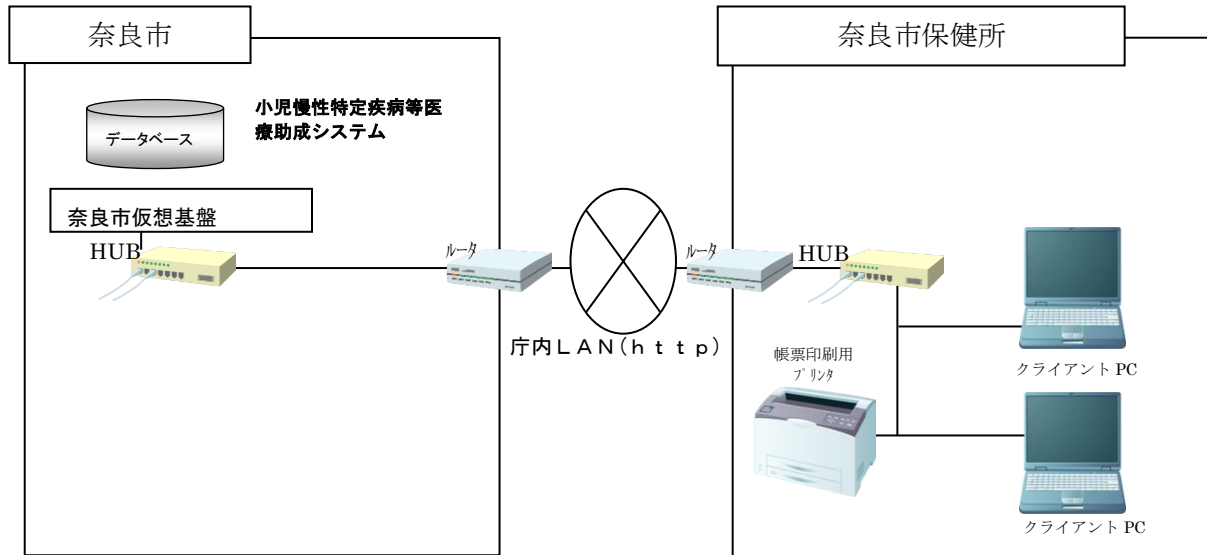 奈良市
データベース
小児慢性特定疾病等医
療助成システム
奈良市仮想基盤
HUB
ルータ
庁内LAN(http)
奈良市保健所
ルータ
HUB
帳票印刷用
プリンタ
クライアント PC
クライアント PC